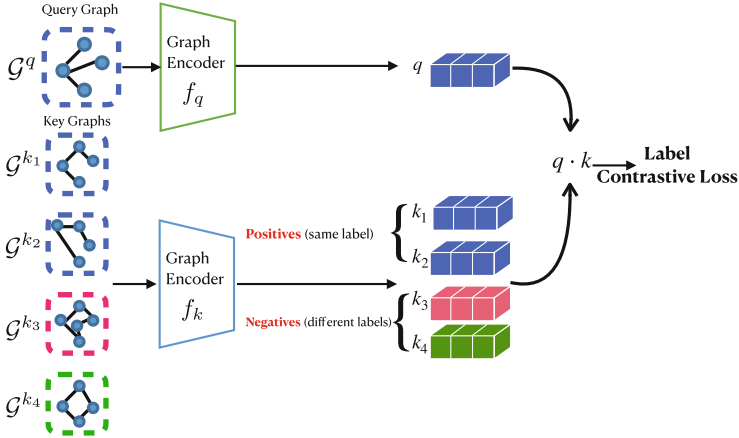 Query Graph
𝒢^q
Graph
Encoder
f_q
q
Key Graphs
𝒢^{k_1}
q · k
Label
Contrastive Loss
k_1
𝒢^{k_2}
Positives (same label)
k_2
Graph
Encoder
f_k
𝒢^{k_3}
k_3
Negatives (different labels)
k_4
𝒢^{k_4}